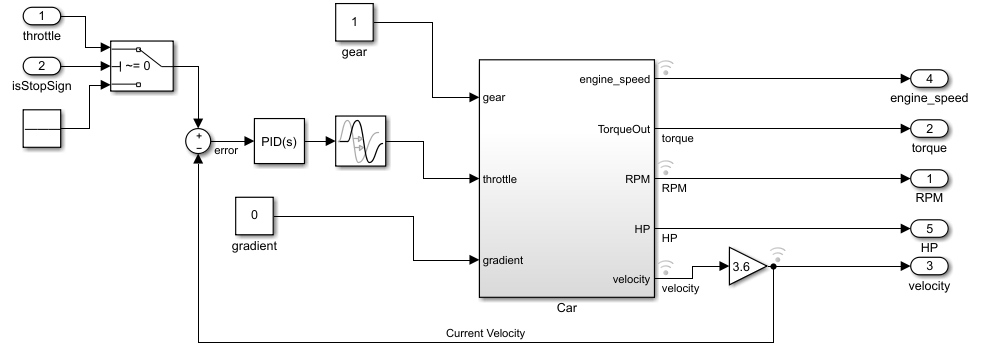 1
throttle
2
isStopSign
~= 0
+
−
error
PID(s)
1
gear
0
gradient
gear
throttle
gradient
engine_speed
TorqueOut
RPM
HP
velocity
Car
torque
RPM
HP
velocity
3.6
4
engine_speed
2
torque
1
RPM
5
HP
3
velocity
Current Velocity